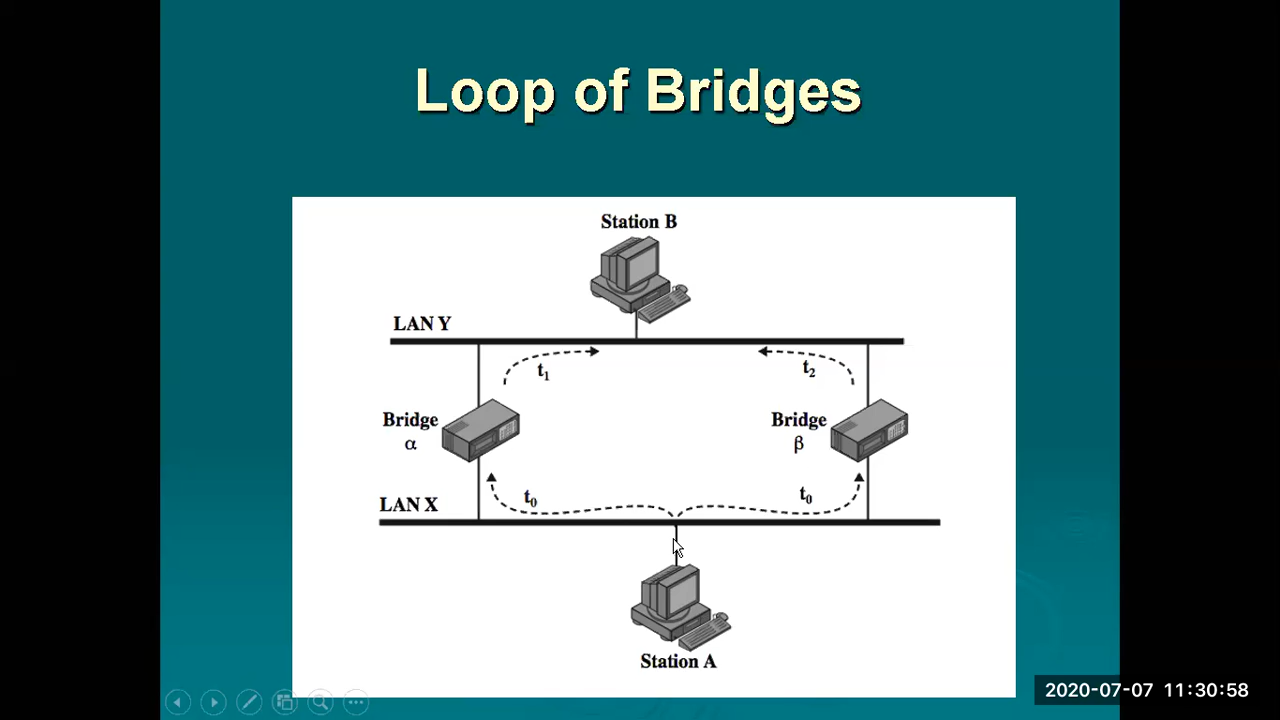 Loop of Bridges
Station B
LAN Y
t1
t2
Bridge
α
Bridge
β
LAN X
t0
t0
Station A
2020-07-07 11:30:58